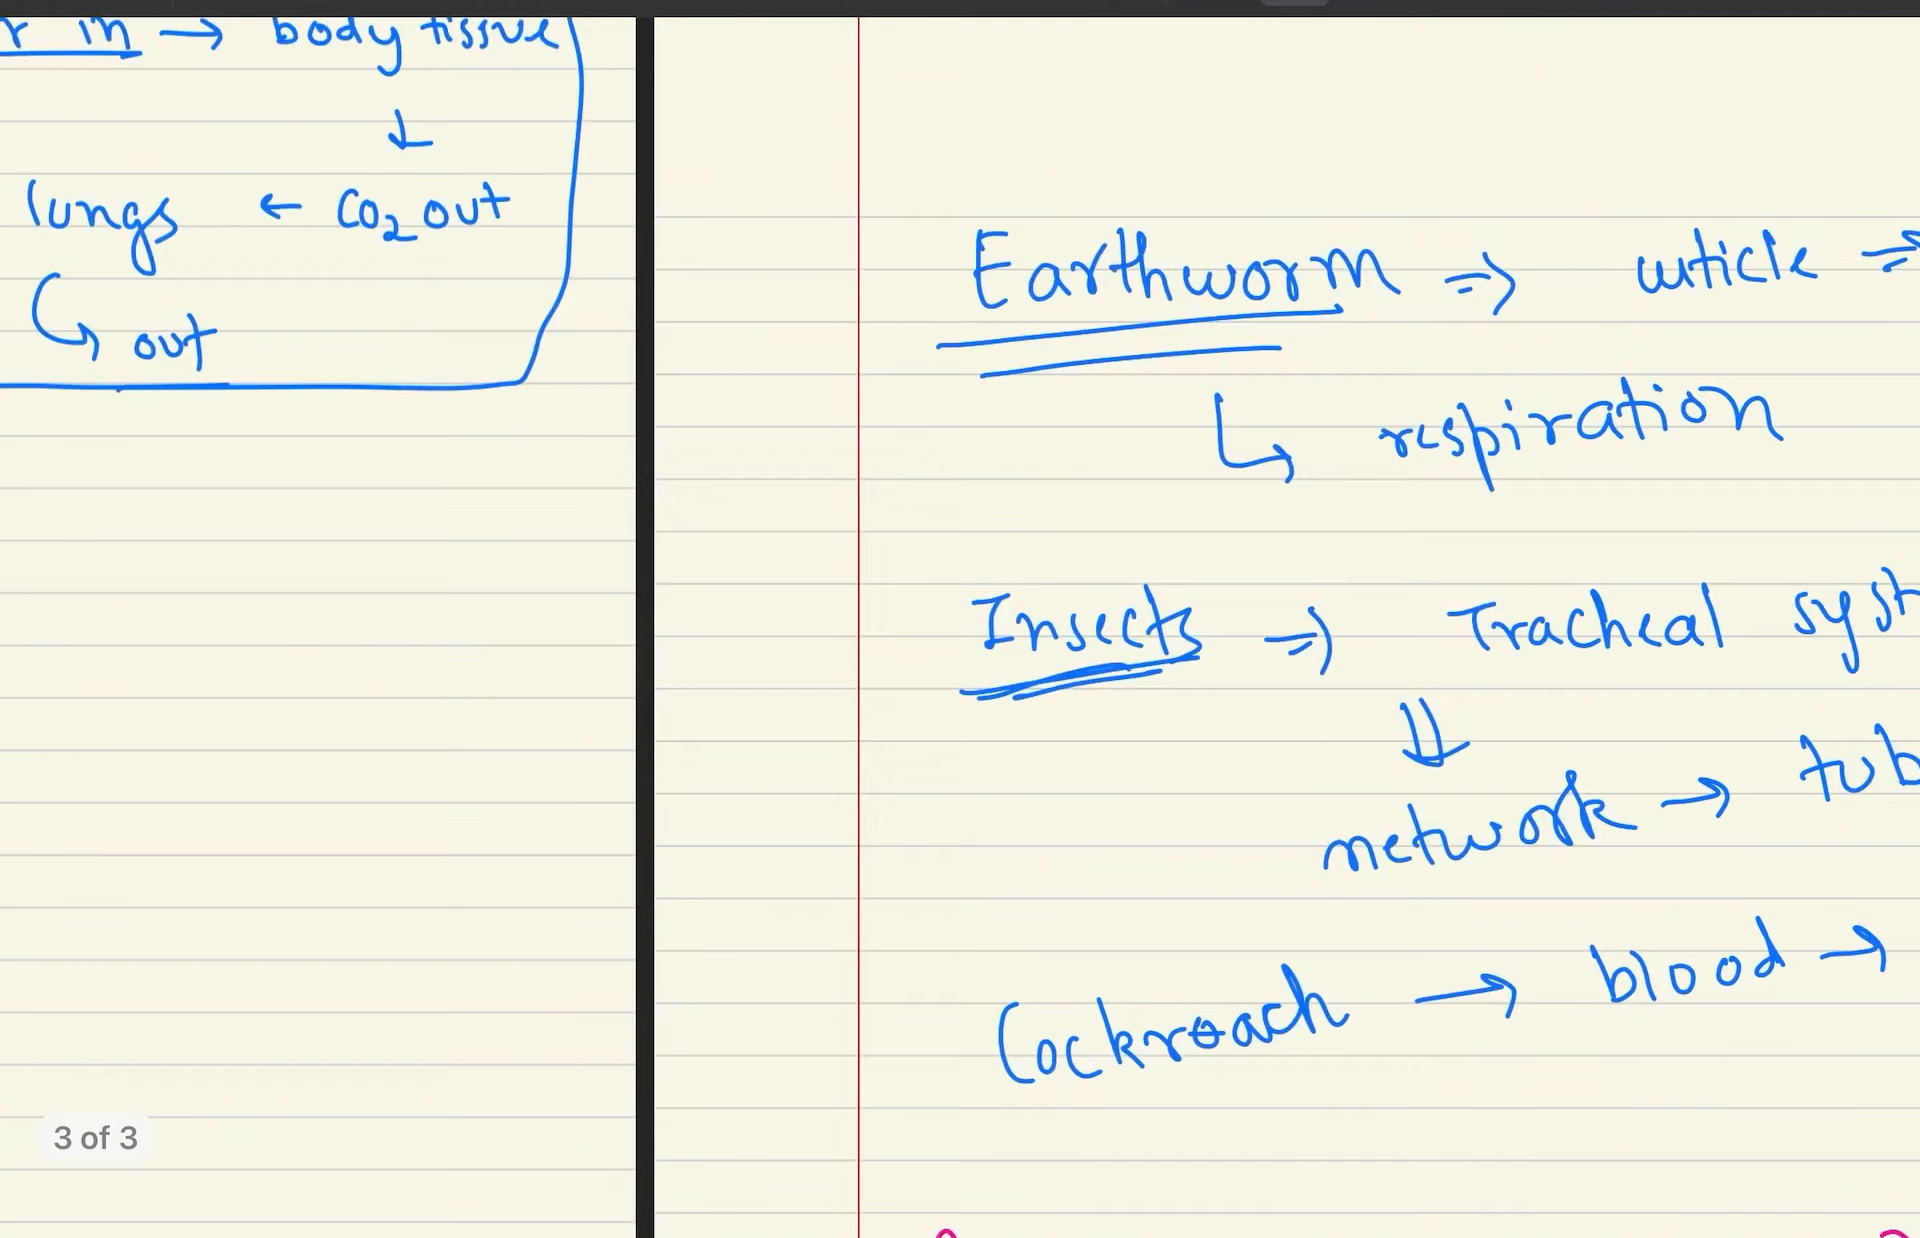 r in → body tissue
↓
lungs ← CO2 out
↳ out
3 of 3
Earthworm ⇒ cuticle ⇒
↳ respiration
Insects ⇒ Tracheal syst
⇓
network → tub
Cockroach → blood →